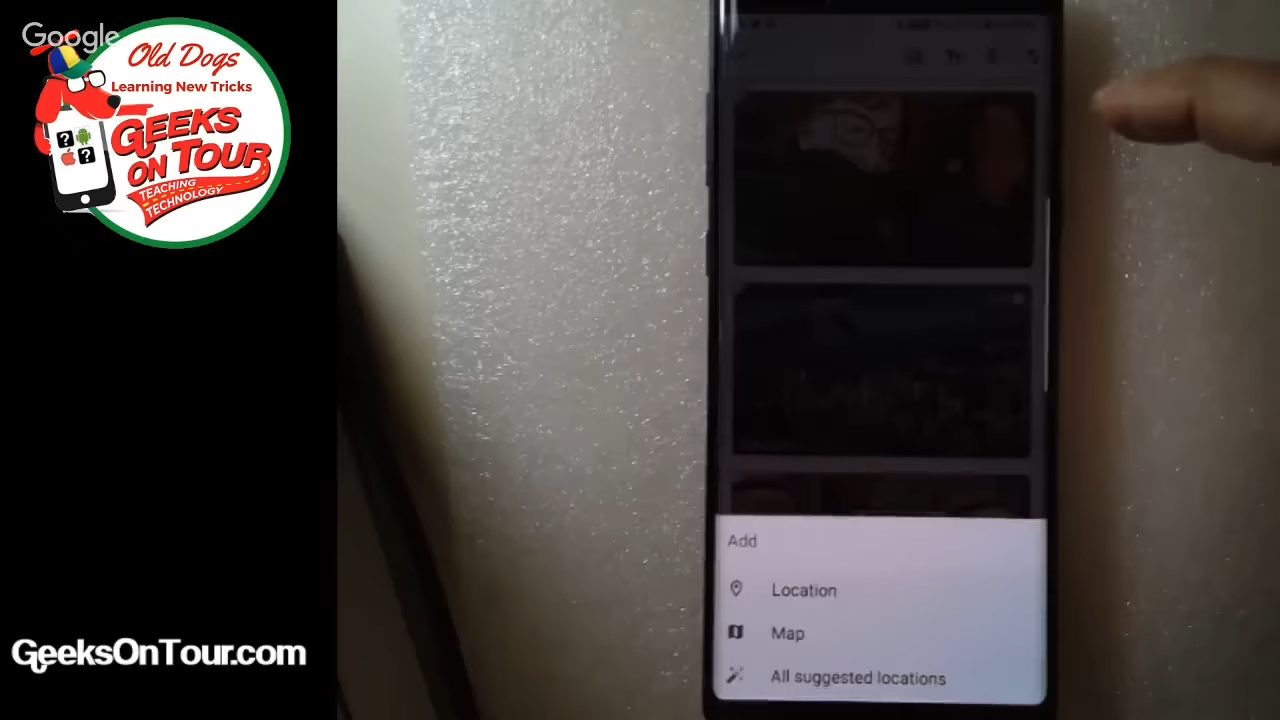 Google
Old Dogs
Learning New Tricks
GEEKS
ON TOUR
TEACHING
TECHNOLOGY
? 
?
GeeksOnTour.com
Tt
Add
Location
Map
All suggested locations